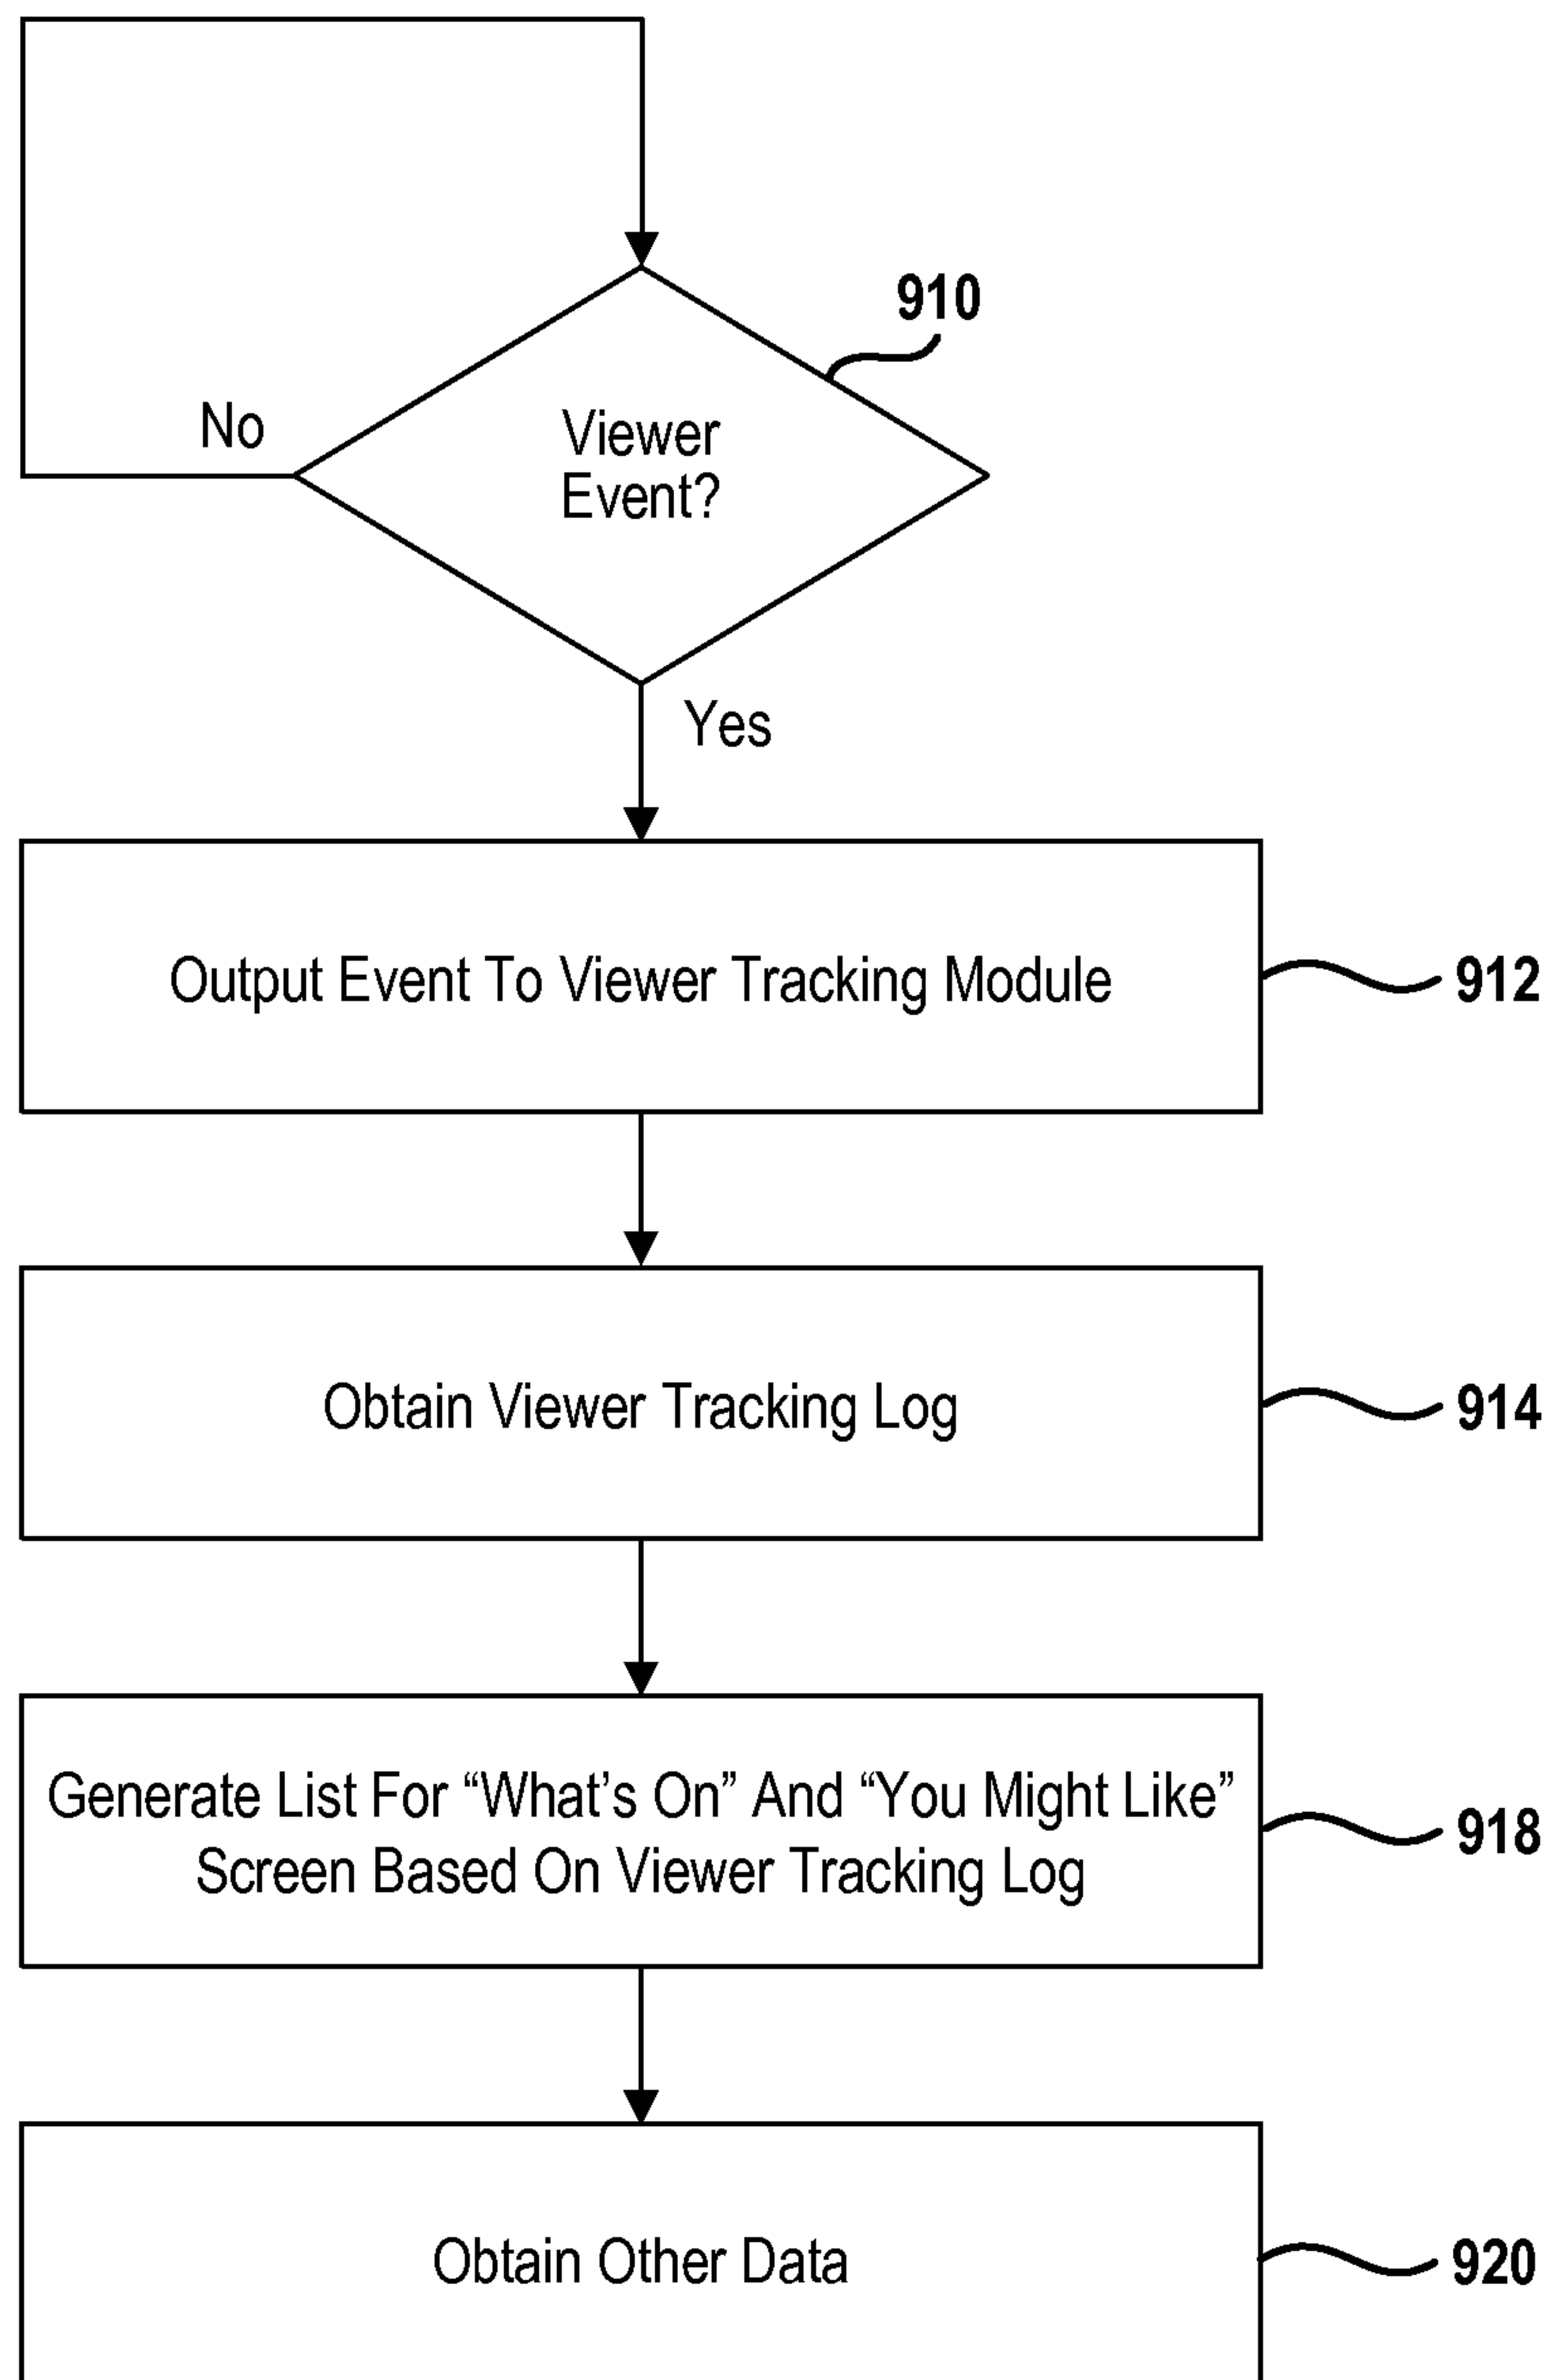 910
No
Viewer
Event?
Yes
Output Event To Viewer Tracking Module
912
Obtain Viewer Tracking Log
914
Generate List For “What’s On” And “You Might Like”
Screen Based On Viewer Tracking Log
918
Obtain Other Data
920